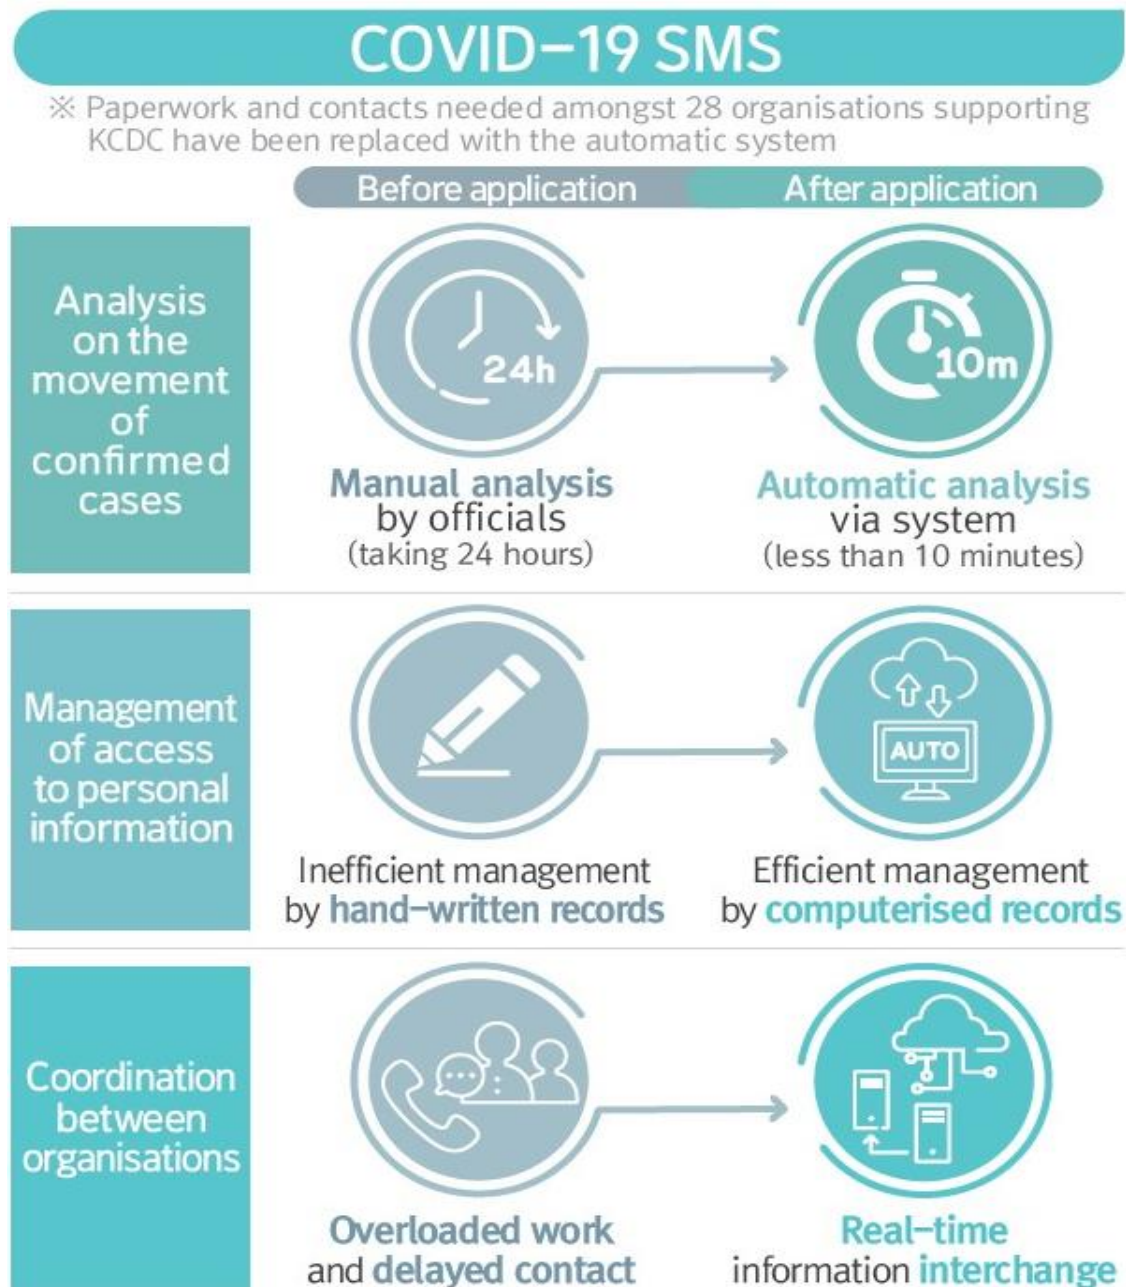 COVID-19 SMS
※ Paperwork and contacts needed amongst 28 organisations supporting
KCDC have been replaced with the automatic system
Before application
After application
Analysis
on the
movement
of
confirmed
cases
24h
Manual analysis
by officials
(taking 24 hours)
10m
Automatic analysis
via system
(less than 10 minutes)
Management
of access
to personal
information
Inefficient management
by hand-written records
AUTO
Efficient management
by computerised records
Coordination
between
organisations
Overloaded work
and delayed contact
Real-time
information interchange